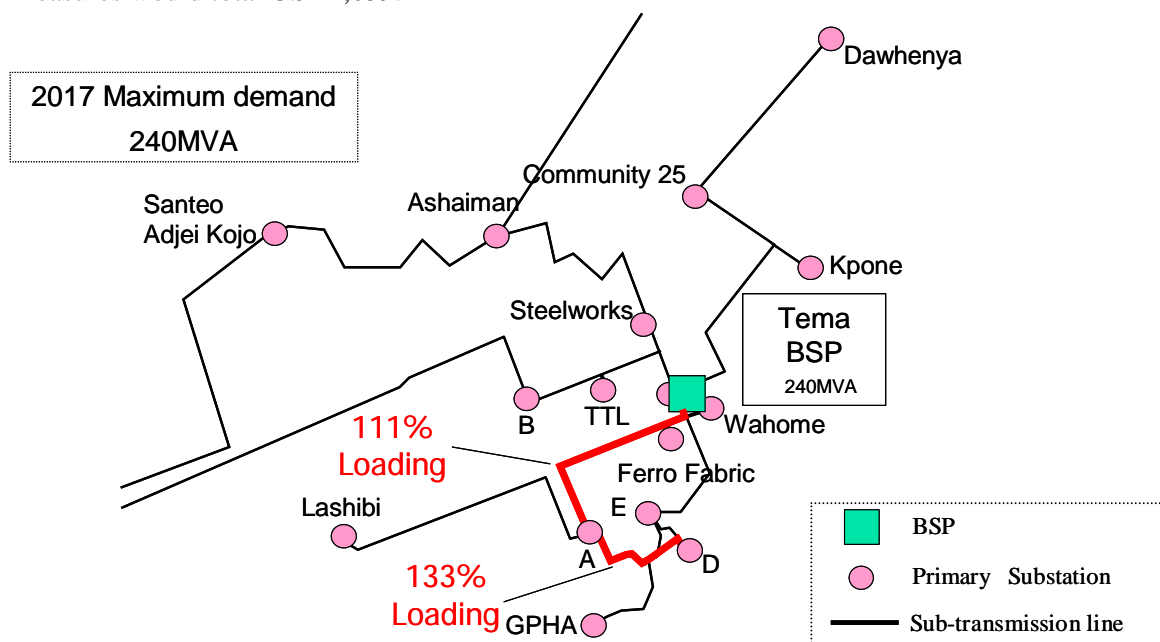 2017 Maximum demand
240MVA
Dawhenya
Community 25
Santeo
Adjei Kojo
Ashaiman
Kpone
Steelworks
Tema
BSP
240MVA
B
TTL
Wahome
111%
Loading
Ferro Fabric
Lashibi
E
A
D
133%
Loading
GPHA
BSP
Primary Substation
Sub-transmission line